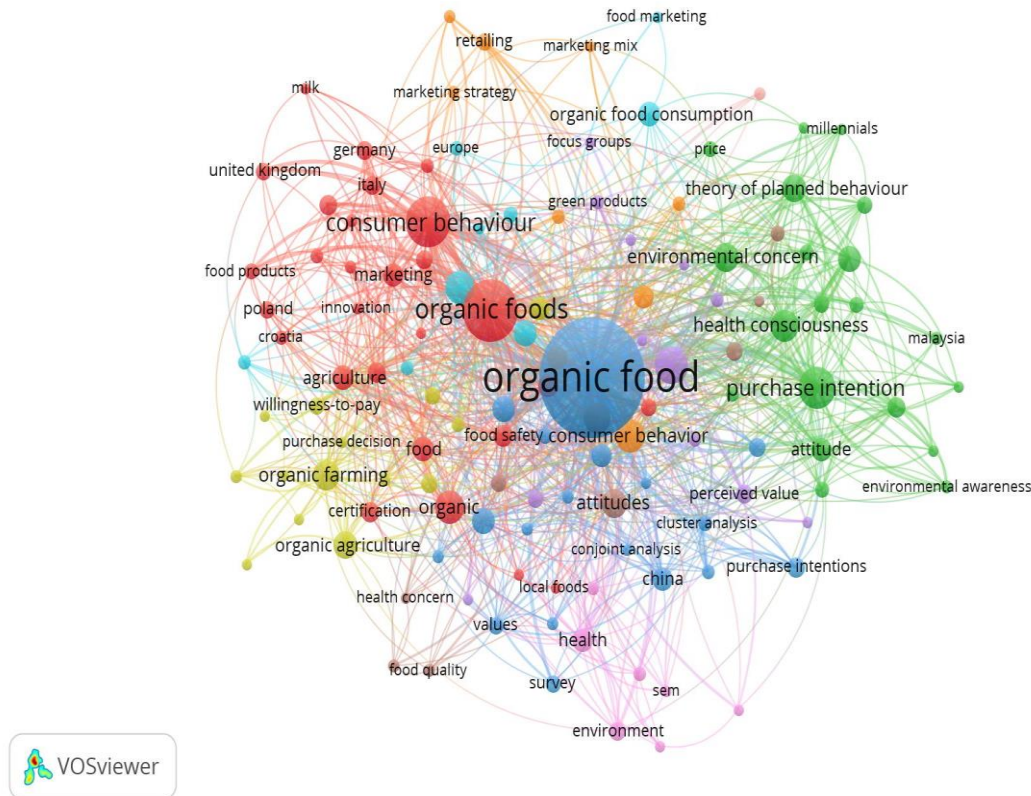 food marketing
retailing
marketing mix
milk
marketing strategy
organic food consumption
millennials
germany
europe
focus groups
price
united kingdom
italy
theory of planned behaviour
green products
consumer behaviour
environmental concern
food products
marketing
poland
innovation
organic foods
health consciousness
croatia
malaysia
organic food
agriculture
purchase intention
willingness-to-pay
purchase decision
food safety
consumer behavior
food
attitude
organic farming
environmental awareness
perceived value
certification
organic
attitudes
cluster analysis
organic agriculture
conjoint analysis
purchase intentions
china
local foods
health concern
values
health
food quality
survey
sem
environment
VOSviewer